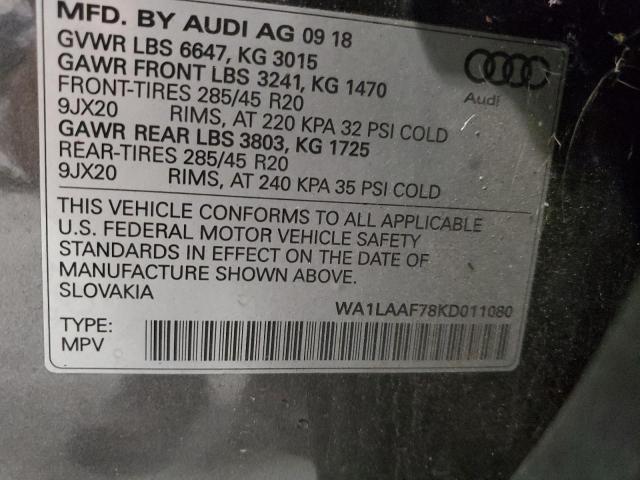 MFD. BY AUDI AG 09 18
GVWR LBS 6647, KG 3015
GAWR FRONT LBS 3241, KG 1470
FRONT-TIRES 285/45 R20
9JX20 RIMS, AT 220 KPA 32 PSI COLD
GAWR REAR LBS 3803, KG 1725
REAR-TIRES 285/45 R20
9JX20 RIMS, AT 240 KPA 35 PSI COLD
THIS VEHICLE CONFORMS TO ALL APPLICABLE
U.S. FEDERAL MOTOR VEHICLE SAFETY
STANDARDS IN EFFECT ON THE DATE OF
MANUFACTURE SHOWN ABOVE.
SLOVAKIA
WA1LAAF78KD011080
TYPE:
MPV
Audi